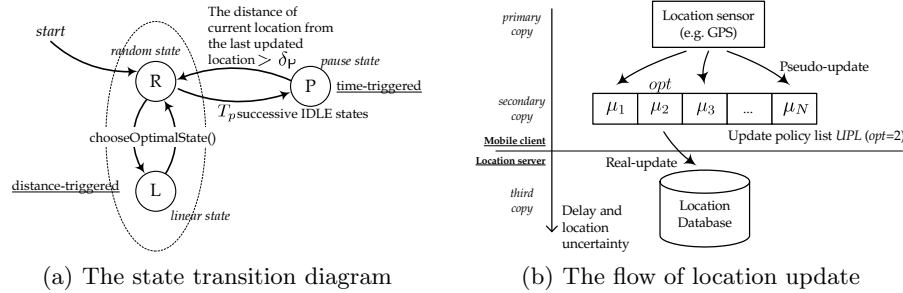 The distance of
current location from
the last updated
location > δP
start
random state
pause state
R
P
time-triggered
Tp successive IDLE states
chooseOptimalState()
distance-triggered
L
linear state
(a) The state transition diagram
primary
copy
Location sensor
(e.g. GPS)
Pseudo-update
opt
secondary
copy
μ1 μ2 μ3 ... μN
Update policy list UPL (opt=2)
Mobile client
Location server
Real-update
third
copy
Location
Database
Delay and
location
uncertainty
(b) The flow of location update